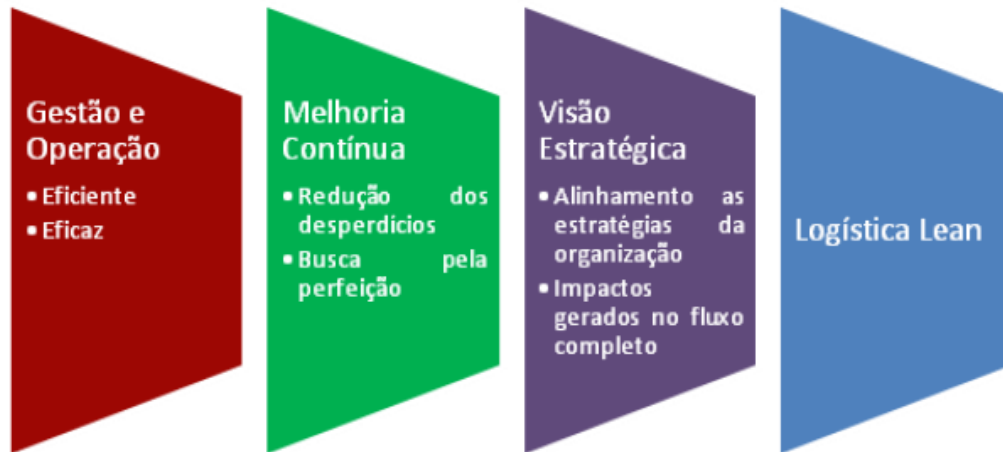 Gestão e
Operação
▪ Eficiente
▪ Eficaz
Melhoria
Contínua
▪ Redução dos
desperdícios
▪ Busca pela
perfeição
Visão
Estratégica
▪ Alinhamento as
estratégias da
organização
▪ Impactos
gerados no fluxo
completo
Logística Lean